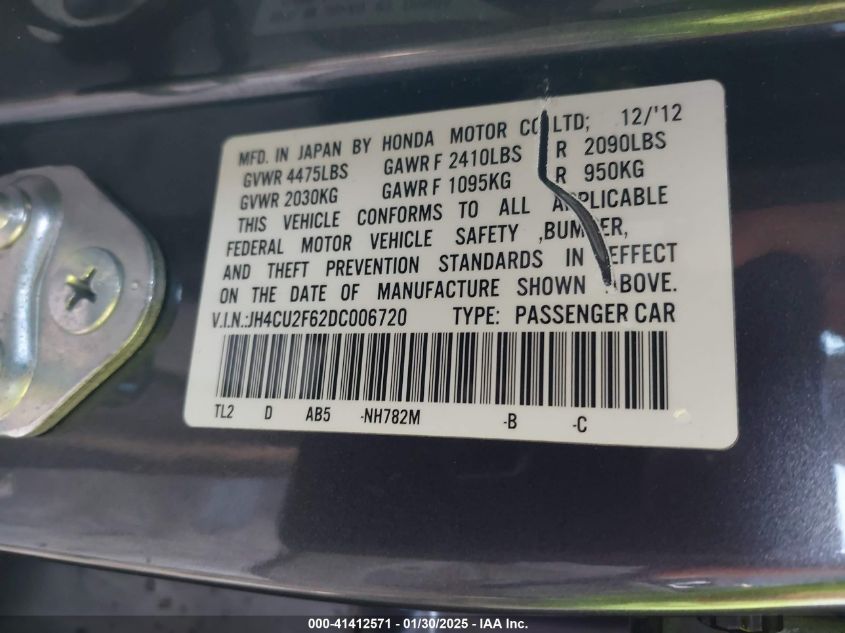 MFD. IN JAPAN BY HONDA MOTOR CO LTD; 12/'12
GVWR 4475LBS GAWR F 2410LBS R 2090LBS
GVWR 2030KG GAWR F 1095KG R 950KG
THIS VEHICLE CONFORMS TO ALL APPLICABLE
FEDERAL MOTOR VEHICLE SAFETY ,BUMPER,
AND THEFT PREVENTION STANDARDS IN EFFECT
ON THE DATE OF MANUFACTURE SHOWN ABOVE.
V.I.N.:JH4CU2F62DC006720 TYPE: PASSENGER CAR
TL2 D AB5 -NH782M -B -C
000-41412571 — 01/30/2025 — IAA Inc.